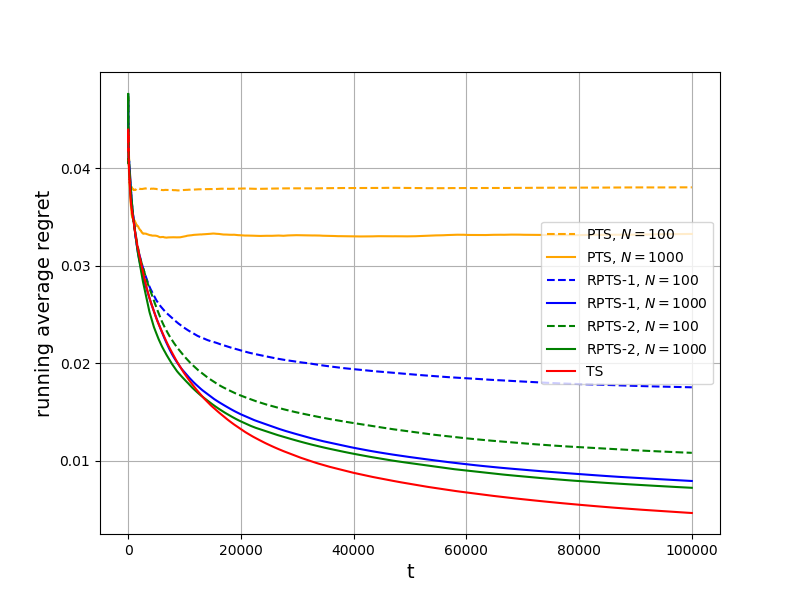 running average regret
0.04
0.03
0.02
0.01
PTS, N = 100
PTS, N = 1000
RPTS-1, N = 100
RPTS-1, N = 1000
RPTS-2, N = 100
RPTS-2, N = 1000
TS
0 20000 40000 60000 80000 100000
t